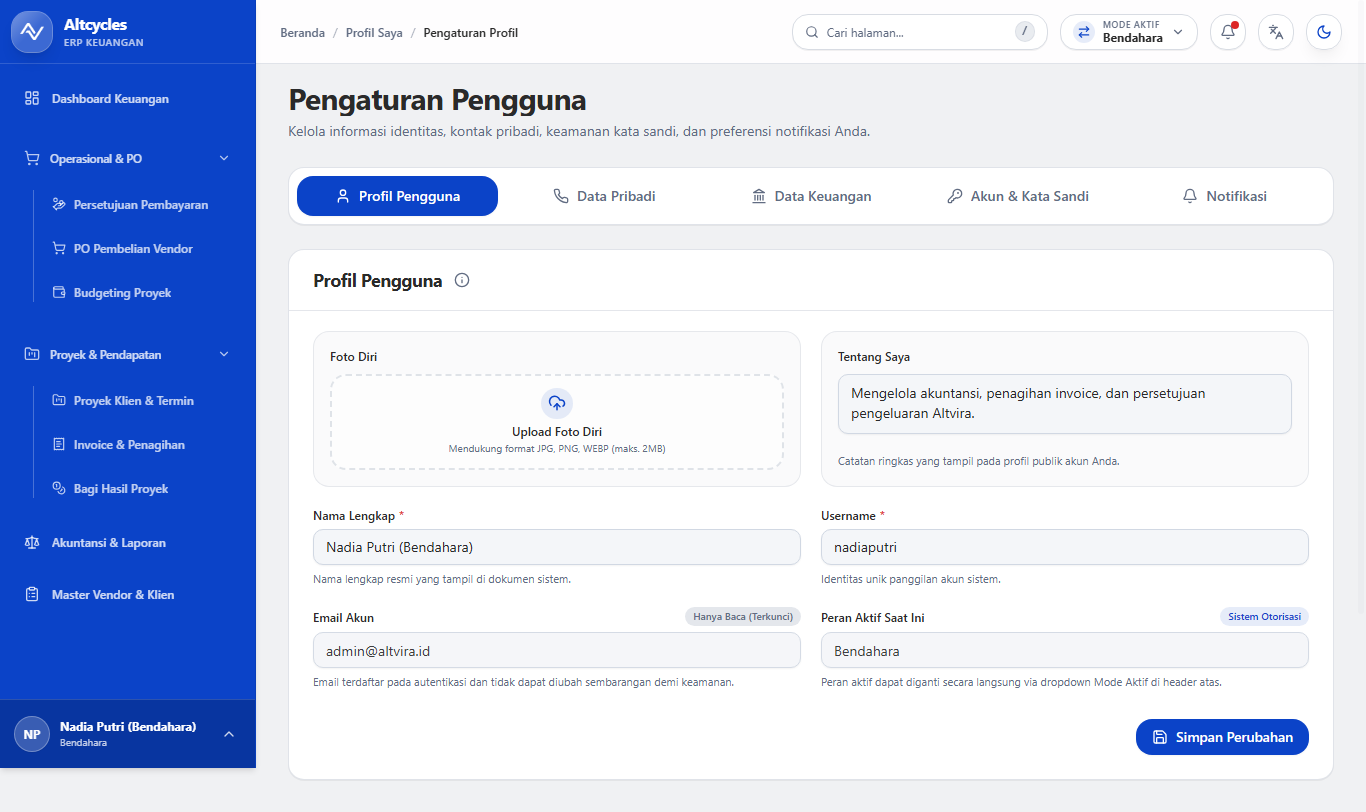 Altcycles
ERP KEUANGAN
Dashboard Keuangan
Operasional & PO
Persetujuan Pembayaran
PO Pembelian Vendor
Budgeting Proyek
Proyek & Pendapatan
Proyek Klien & Termin
Invoice & Penagihan
Bagi Hasil Proyek
Akuntansi & Laporan
Master Vendor & Klien
NP
Nadia Putri (Bendahara)
Bendahara
Beranda / Profil Saya / Pengaturan Profil
Cari halaman... /
MODE AKTIF
Bendahara
Pengaturan Pengguna
Kelola informasi identitas, kontak pribadi, keamanan kata sandi, dan preferensi notifikasi Anda.
Profil Pengguna
Data Pribadi
Data Keuangan
Akun & Kata Sandi
Notifikasi
Profil Pengguna
Foto Diri
Upload Foto Diri
Mendukung format JPG, PNG, WEBP (maks. 2MB)
Tentang Saya
Mengelola akuntansi, penagihan invoice, dan persetujuan
pengeluaran Altvira.
Catatan ringkas yang tampil pada profil publik akun Anda.
Nama Lengkap *
Nadia Putri (Bendahara)
Nama lengkap resmi yang tampil di dokumen sistem.
Username *
nadiaputri
Identitas unik panggilan akun sistem.
Email Akun
Hanya Baca (Terkunci)
admin@altvira.id
Email terdaftar pada autentikasi dan tidak dapat diubah sembarangan demi keamanan.
Peran Aktif Saat Ini
Sistem Otorisasi
Bendahara
Peran aktif dapat diganti secara langsung via dropdown Mode Aktif di header atas.
Simpan Perubahan